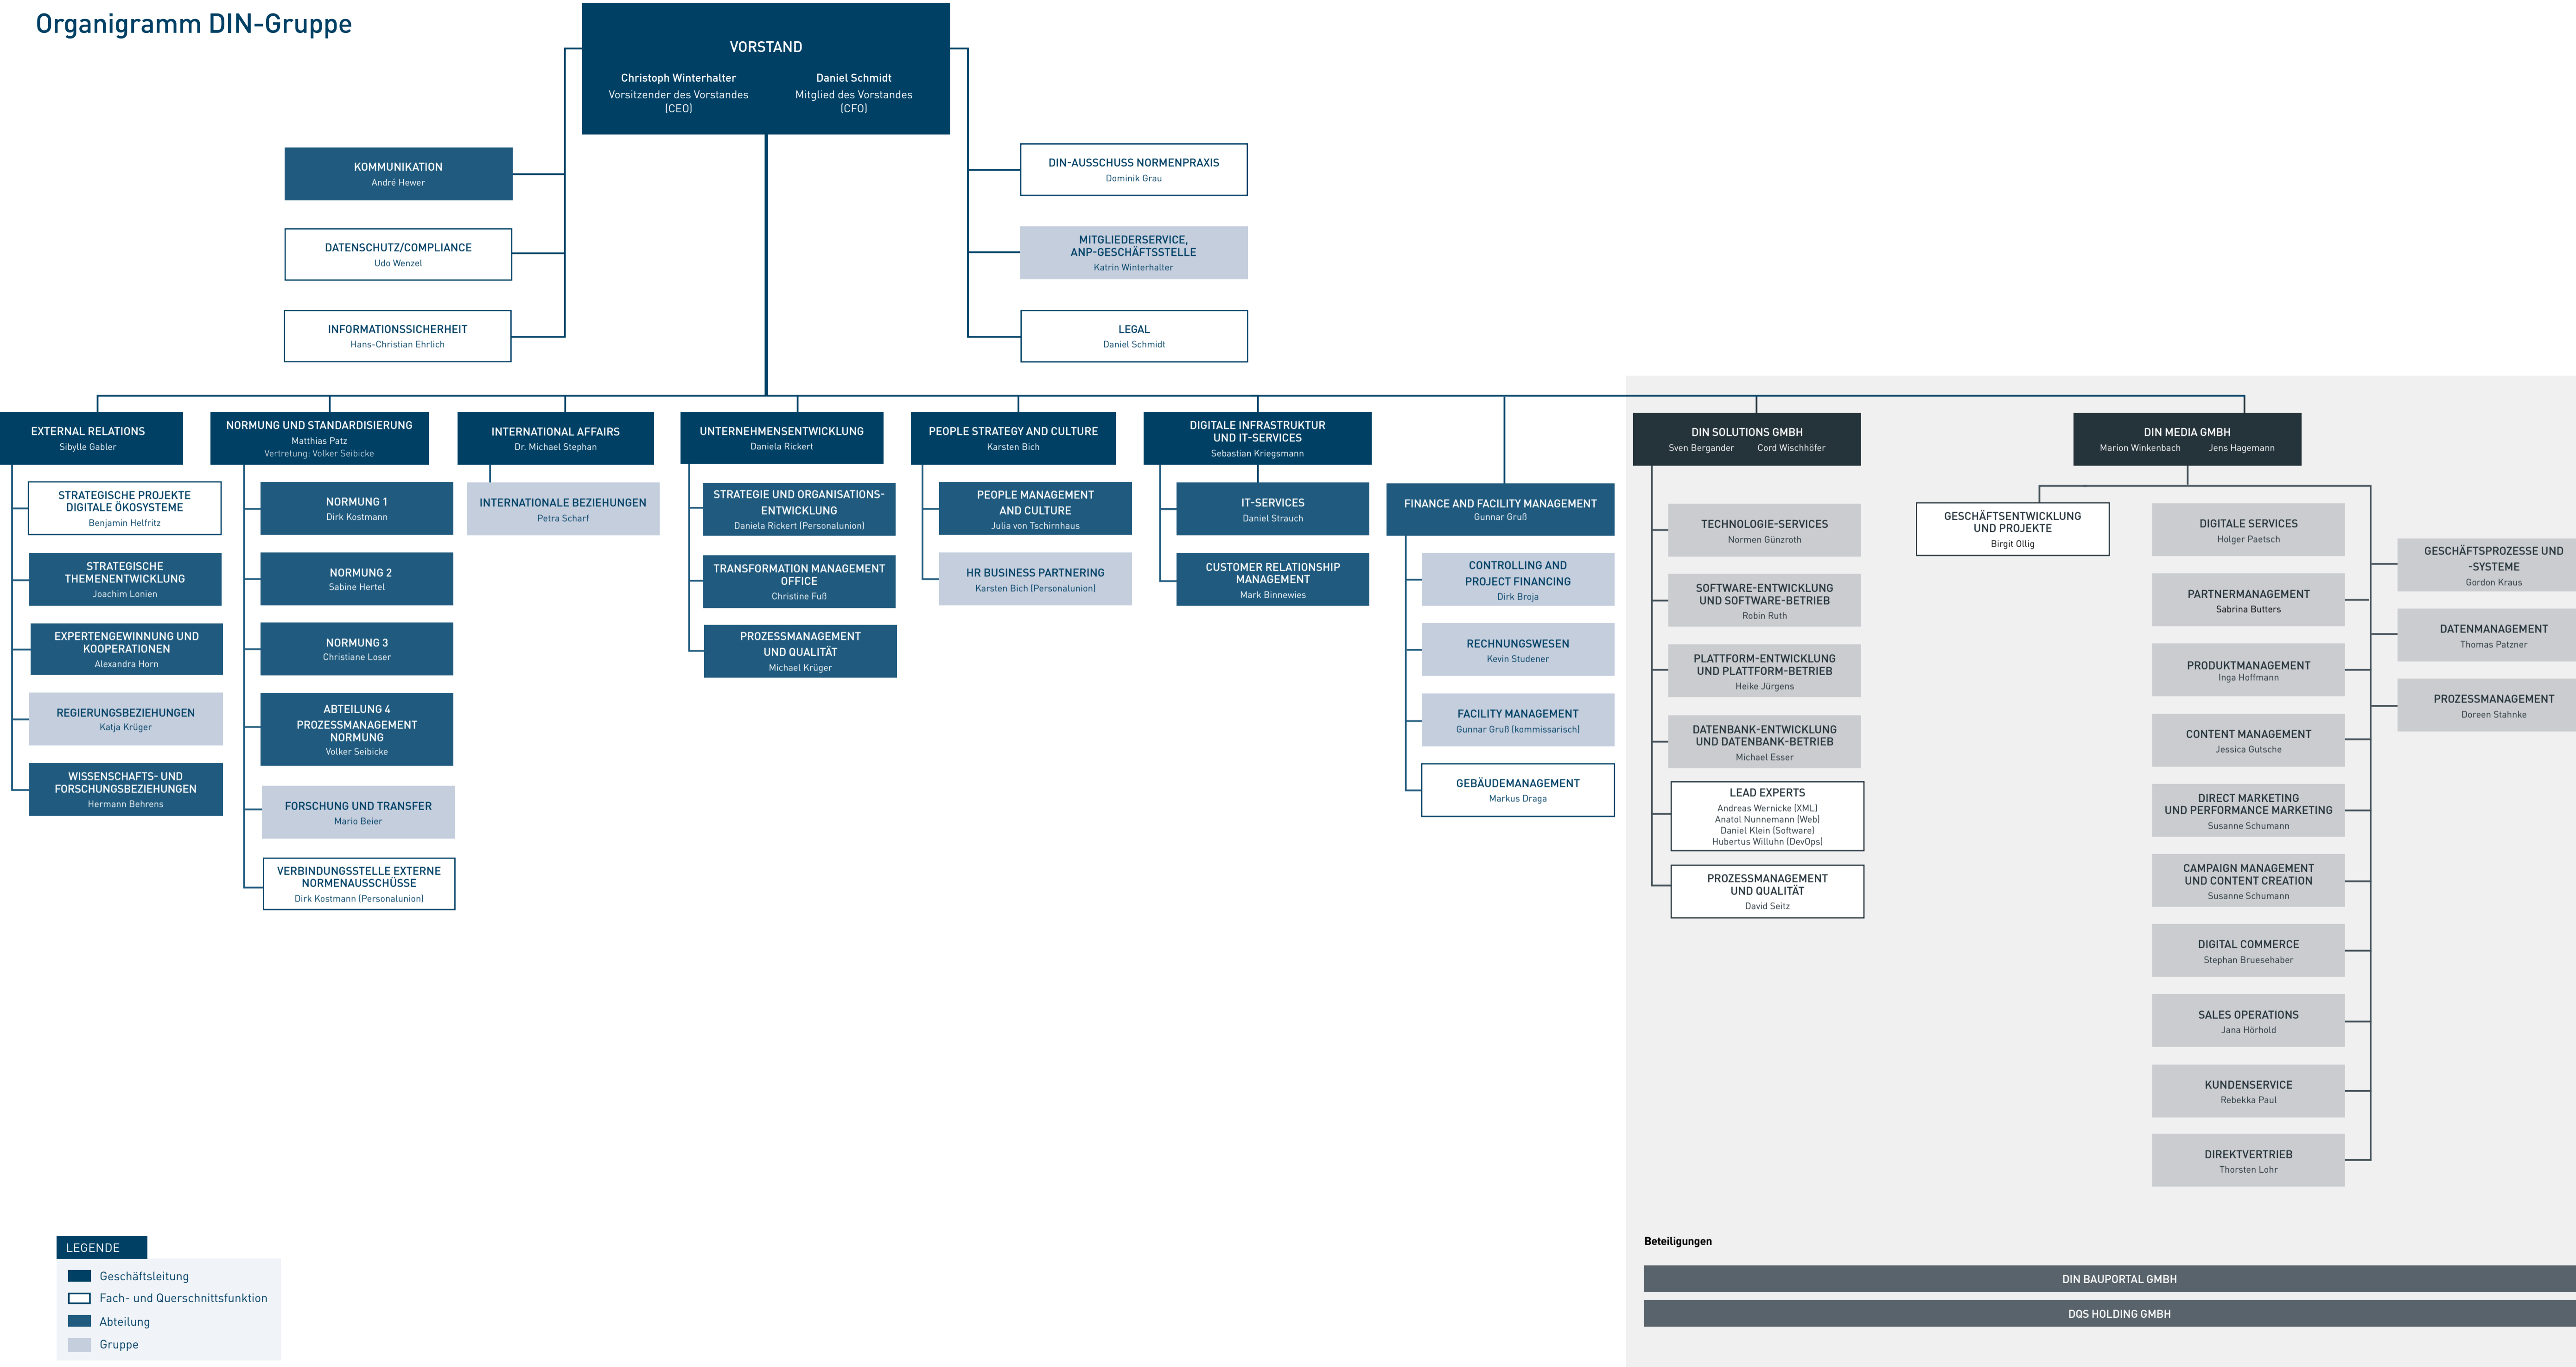 Organigramm DIN-Gruppe
VORSTAND
Christoph Winterhalter
Vorsitzender des Vorstandes
(CEO)
Daniel Schmidt
Mitglied des Vorstandes
(CFO)
KOMMUNIKATION
André Hewer
DATENSCHUTZ/COMPLIANCE
Udo Wenzel
INFORMATIONSSICHERHEIT
Hans-Christian Ehrlich
DIN-AUSSCHUSS NORMENPRAXIS
Dominik Grau
MITGLIEDERSERVICE,
ANP-GESCHÄFTSSTELLE
Katrin Winterhalter
LEGAL
Daniel Schmidt
EXTERNAL RELATIONS
Sibylle Gabler
STRATEGISCHE PROJEKTE
DIGITALE ÖKOSYSTEME
Benjamin Helfritz
STRATEGISCHE
THEMENENTWICKLUNG
Joachim Lonien
EXPERTENGEWINNUNG UND
KOOPERATIONEN
Alexandra Horn
REGIERUNGSBEZIEHUNGEN
Katja Krüger
WISSENSCHAFTS- UND
FORSCHUNGSBEZIEHUNGEN
Hermann Behrens
NORMUNG UND STANDARDISIERUNG
Matthias Patz
Vertretung: Volker Seibicke
NORMUNG 1
Dirk Kostmann
NORMUNG 2
Sabine Hertel
NORMUNG 3
Christiane Loser
ABTEILUNG 4
PROZESSMANAGEMENT
NORMUNG
Volker Seibicke
FORSCHUNG UND TRANSFER
Mario Beier
VERBINDUNGSSTELLE EXTERNE
NORMENAUSSCHÜSSE
Dirk Kostmann (Personalunion)
INTERNATIONAL AFFAIRS
Dr. Michael Stephan
INTERNATIONALE BEZIEHUNGEN
Petra Scharf
UNTERNEHMENSENTWICKLUNG
Daniela Rickert
STRATEGIE UND ORGANISATIONS-
ENTWICKLUNG
Daniela Rickert (Personalunion)
TRANSFORMATION MANAGEMENT
OFFICE
Christine Fuß
PROZESSMANAGEMENT
UND QUALITÄT
Michael Krüger
PEOPLE STRATEGY AND CULTURE
Karsten Bich
PEOPLE MANAGEMENT
AND CULTURE
Julia von Tschirnhaus
HR BUSINESS PARTNERING
Karsten Bich (Personalunion)
DIGITALE INFRASTRUKTUR
UND IT-SERVICES
Sebastian Kriegsmann
IT-SERVICES
Daniel Strauch
CUSTOMER RELATIONSHIP
MANAGEMENT
Mark Binnewies
FINANCE AND FACILITY MANAGEMENT
Gunnar Gruß
CONTROLLING AND
PROJECT FINANCING
Dirk Broja
RECHNUNGSWESEN
Kevin Studener
FACILITY MANAGEMENT
Gunnar Gruß (kommissarisch)
GEBÄUDEMANAGEMENT
Markus Draga
DIN SOLUTIONS GMBH
Sven Bergander Cord Wischhöfer
TECHNOLOGIE-SERVICES
Normen Günzroth
SOFTWARE-ENTWICKLUNG
UND SOFTWARE-BETRIEB
Robin Ruth
PLATTFORM-ENTWICKLUNG
UND PLATTFORM-BETRIEB
Heike Jürgens
DATENBANK-ENTWICKLUNG
UND DATENBANK-BETRIEB
Michael Esser
LEAD EXPERTS
Andreas Wernicke (XML)
Anatol Nunnemann (Web)
Daniel Klein (Software)
Hubertus Willuhn (DevOps)
PROZESSMANAGEMENT
UND QUALITÄT
David Seitz
DIN MEDIA GMBH
Marion Winkenbach Jens Hagemann
GESCHÄFTSENTWICKLUNG
UND PROJEKTE
Birgit Ollig
DIGITALE SERVICES
Holger Paetsch
PARTNERMANAGEMENT
Sabrina Butters
PRODUKTMANAGEMENT
Inga Hoffmann
CONTENT MANAGEMENT
Jessica Gutsche
DIRECT MARKETING
UND PERFORMANCE MARKETING
Susanne Schumann
CAMPAIGN MANAGEMENT
UND CONTENT CREATION
Susanne Schumann
DIGITAL COMMERCE
Stephan Bruesehaber
SALES OPERATIONS
Jana Hörhold
KUNDENSERVICE
Rebekka Paul
DIREKTVERTRIEB
Thorsten Lohr
GESCHÄFTSPROZESSE UND
-SYSTEME
Gordon Kraus
DATENMANAGEMENT
Thomas Patzner
PROZESSMANAGEMENT
Doreen Stahnke
LEGENDE
Geschäftsleitung
Fach- und Querschnittsfunktion
Abteilung
Gruppe
Beteiligungen
DIN BAUPORTAL GMBH
DQS HOLDING GMBH